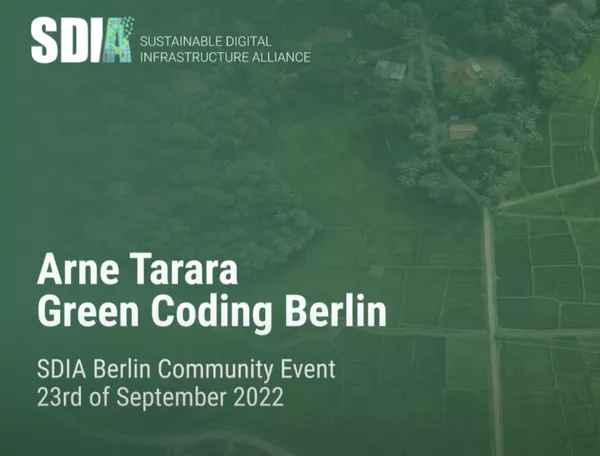 SDIA
SUSTAINABLE DIGITAL
INFRASTRUCTURE ALLIANCE
Arne Tarara
Green Coding Berlin
SDIA Berlin Community Event
23rd of September 2022